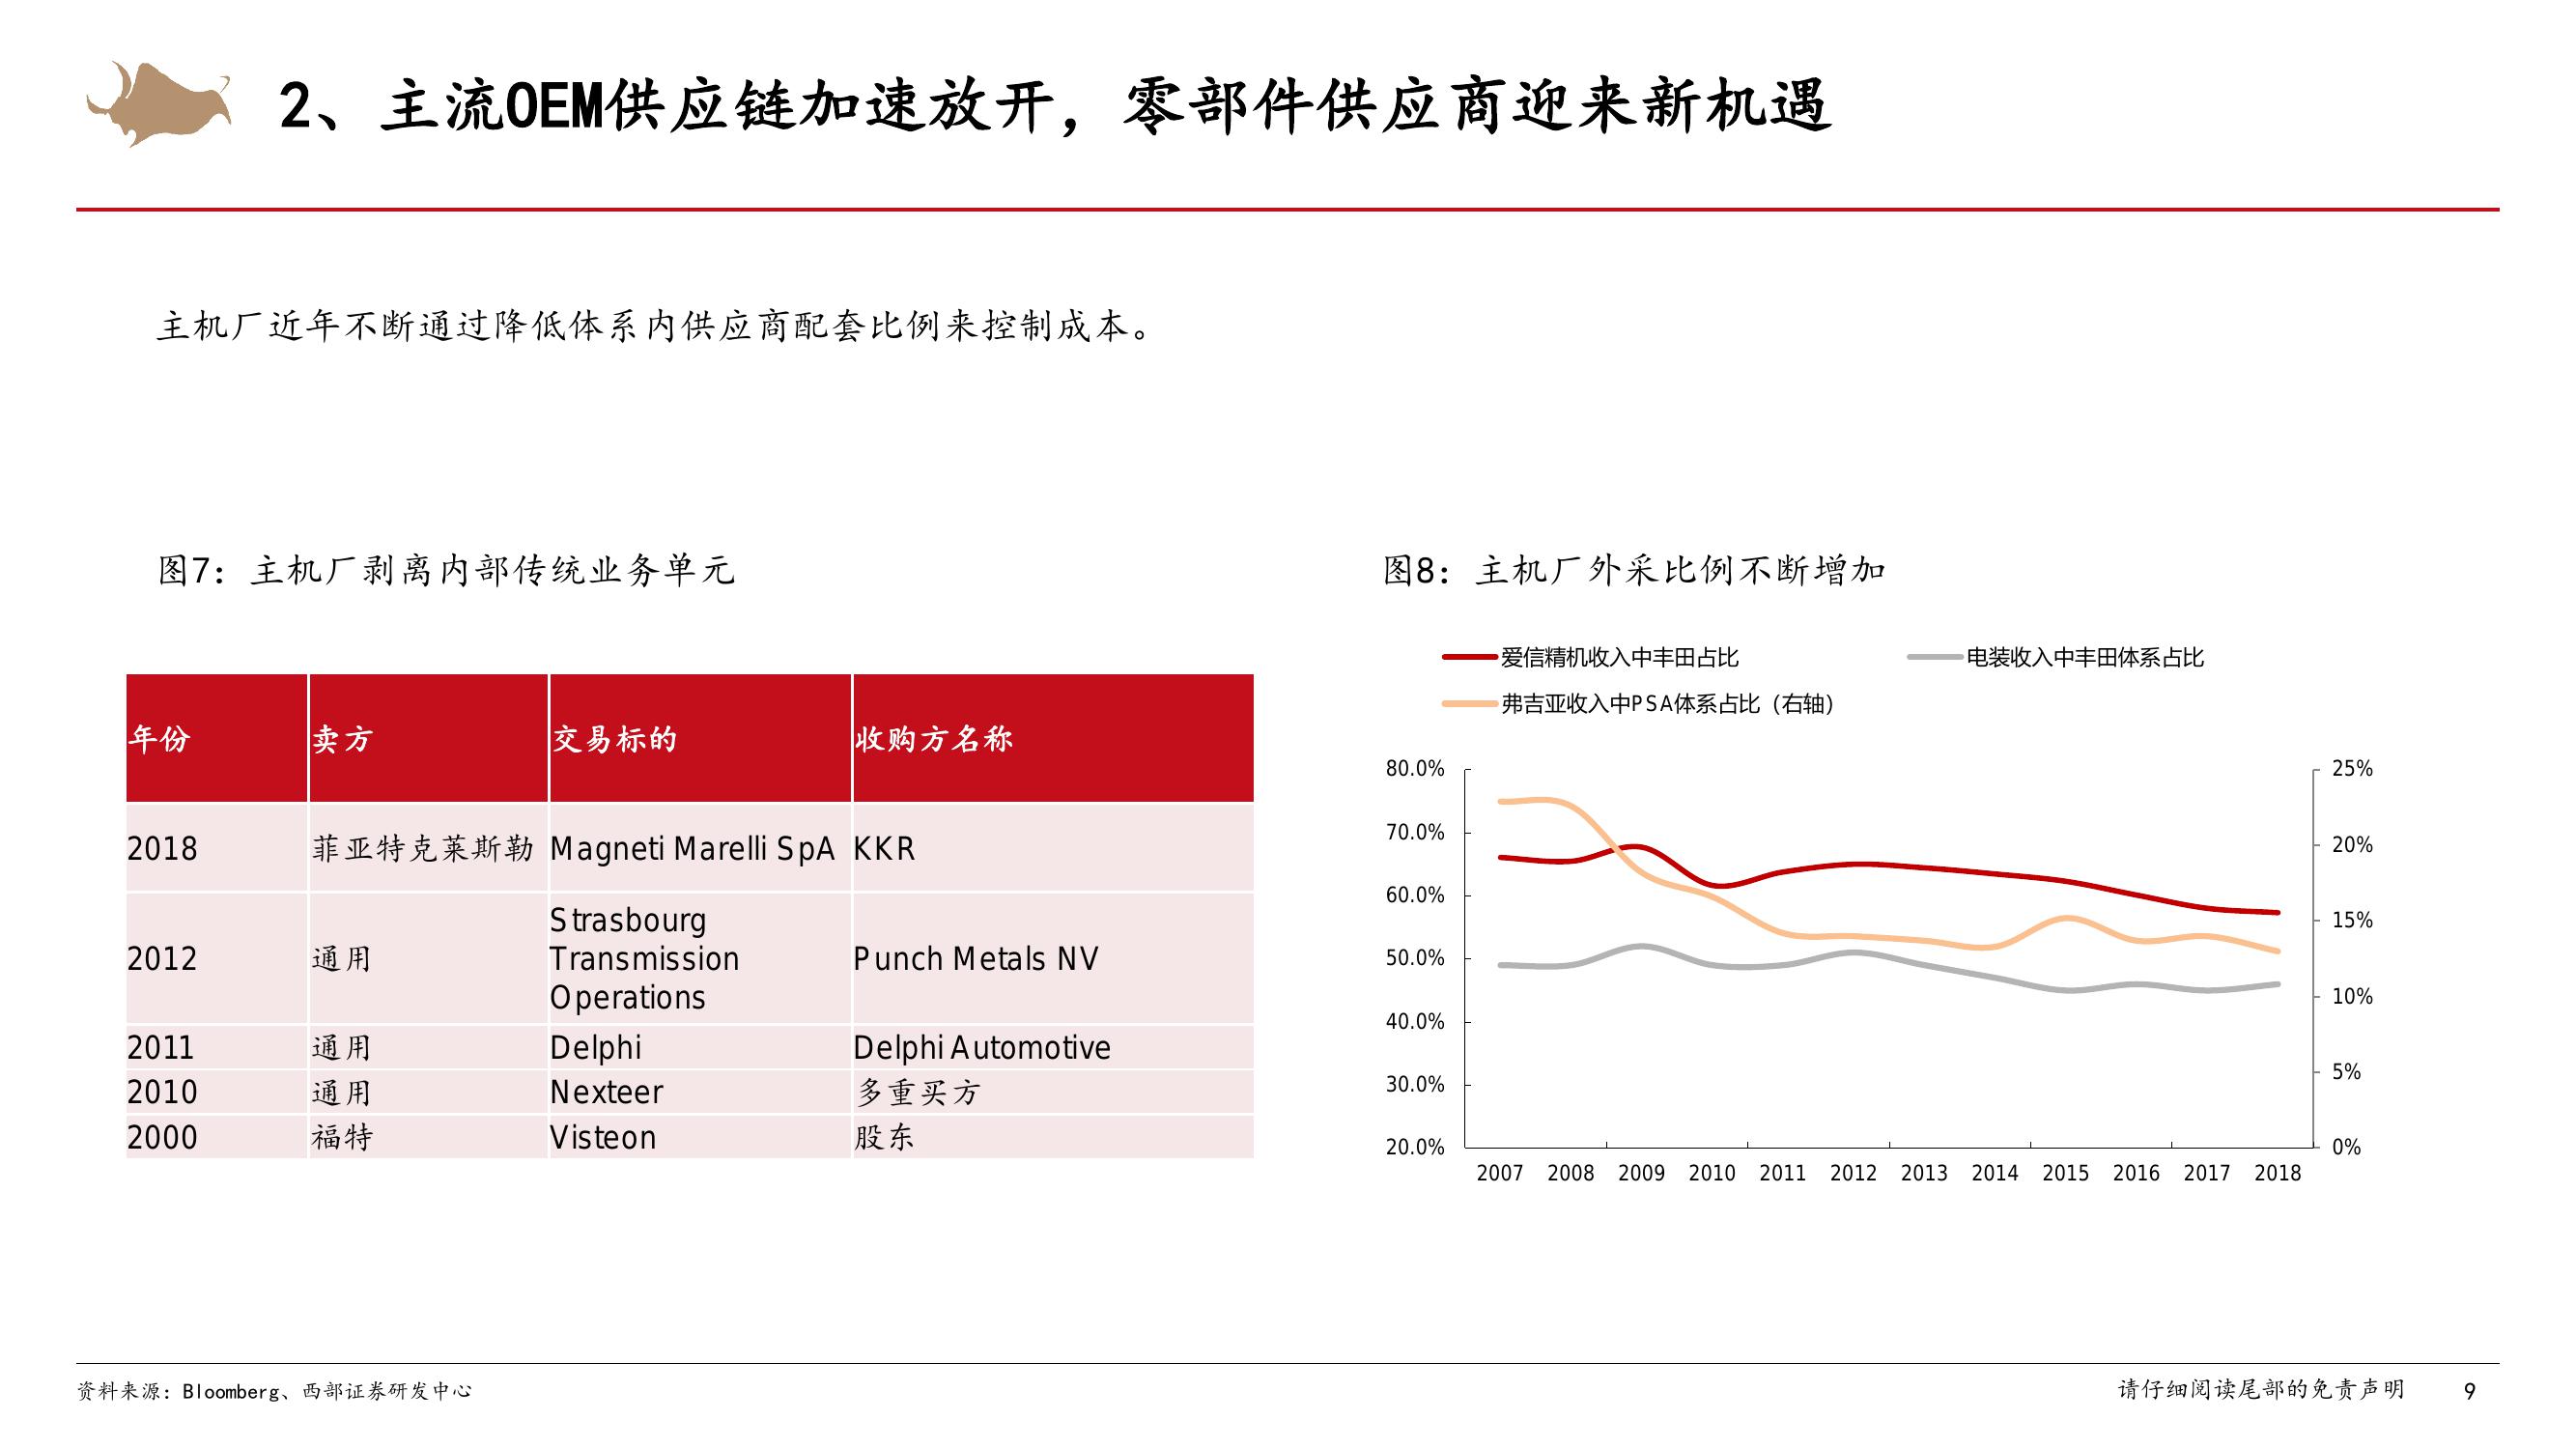 2、主流OEM供应链加速放开，零部件供应商迎来新机遇
主机厂近年不断通过降低体系内供应商配套比例来控制成本。
图7：主机厂剥离内部传统业务单元
年份 卖方 交易标的 收购方名称
2018 菲亚特克莱斯勒 Magneti Marelli SpA KKR
2012 通用 Strasbourg Transmission Operations Punch Metals NV
2011 通用 Delphi Delphi Automotive
2010 通用 Nexteer 多重买方
2000 福特 Visteon 股东
图8：主机厂外采比例不断增加
爱信精机收入中丰田占比 电装收入中丰田体系占比
弗吉亚收入中PSA体系占比（右轴）
80.0% 25%
70.0% 20%
60.0% 15%
50.0% 10%
40.0% 5%
30.0% 0%
20.0%
2007 2008 2009 2010 2011 2012 2013 2014 2015 2016 2017 2018
资料来源：Bloomberg、西部证券研发中心
请仔细阅读尾部的免责声明 9